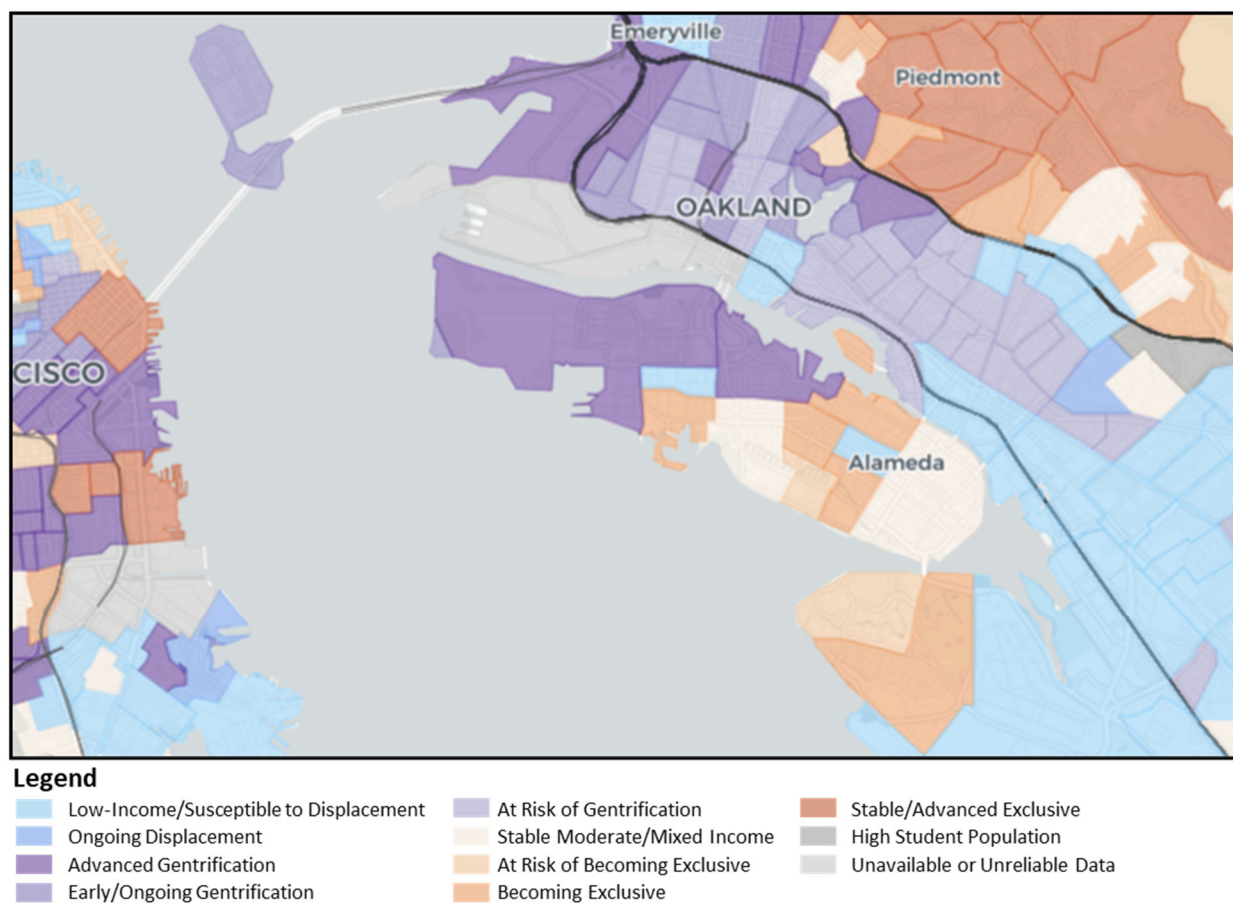 Emeryville
Piedmont
OAKLAND
CISCO
Alameda
Legend
Low-Income/Susceptible to Displacement
Ongoing Displacement
Advanced Gentrification
Early/Ongoing Gentrification
At Risk of Gentrification
Stable Moderate/Mixed Income
At Risk of Becoming Exclusive
Becoming Exclusive
Stable/Advanced Exclusive
High Student Population
Unavailable or Unreliable Data